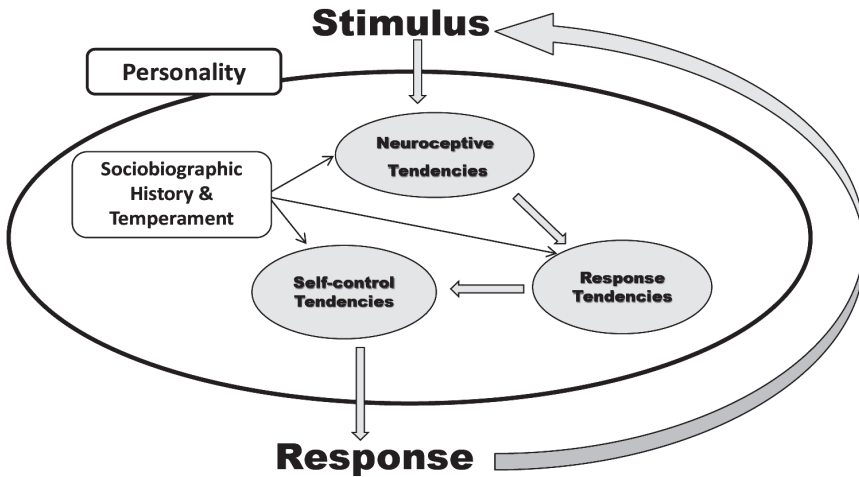 Stimulus
Personality
Neuroceptive
Tendencies
Sociobiographic
History &
Temperament
Self-control
Tendencies
Response
Tendencies
Response